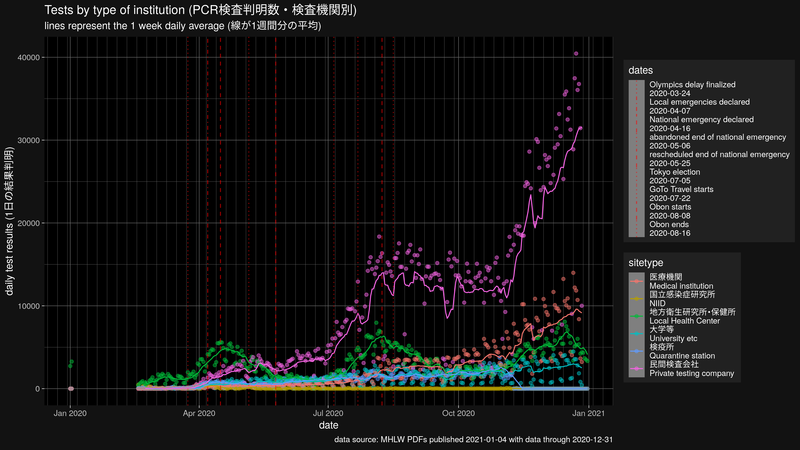 Tests by type of institution (PCR検査判明数・検査機関別)
lines represent the 1 week daily average (線が1週間分の平均)
daily test results (1日の結果判明)
40000
30000
20000
10000
0
Jan 2020
Apr 2020
Jul 2020
Oct 2020
Jan 2021
date
dates
Olympics delay finalized
2020-03-24
Local emergencies declared
2020-04-07
National emergency declared
2020-04-16
abandoned end of national emergency
2020-05-06
rescheduled end of national emergency
2020-05-25
Tokyo election
2020-07-05
GoTo Travel starts
2020-07-22
Obon starts
2020-08-08
Obon ends
2020-08-16
sitetype
医療機関
Medical institution
国立感染症研究所
NIID
地方衛生研究所・保健所
Local Health Center
大学等
University etc
検疫所
Quarantine station
民間検査会社
Private testing company
data source: MHLW PDFs published 2021-01-04 with data through 2020-12-31